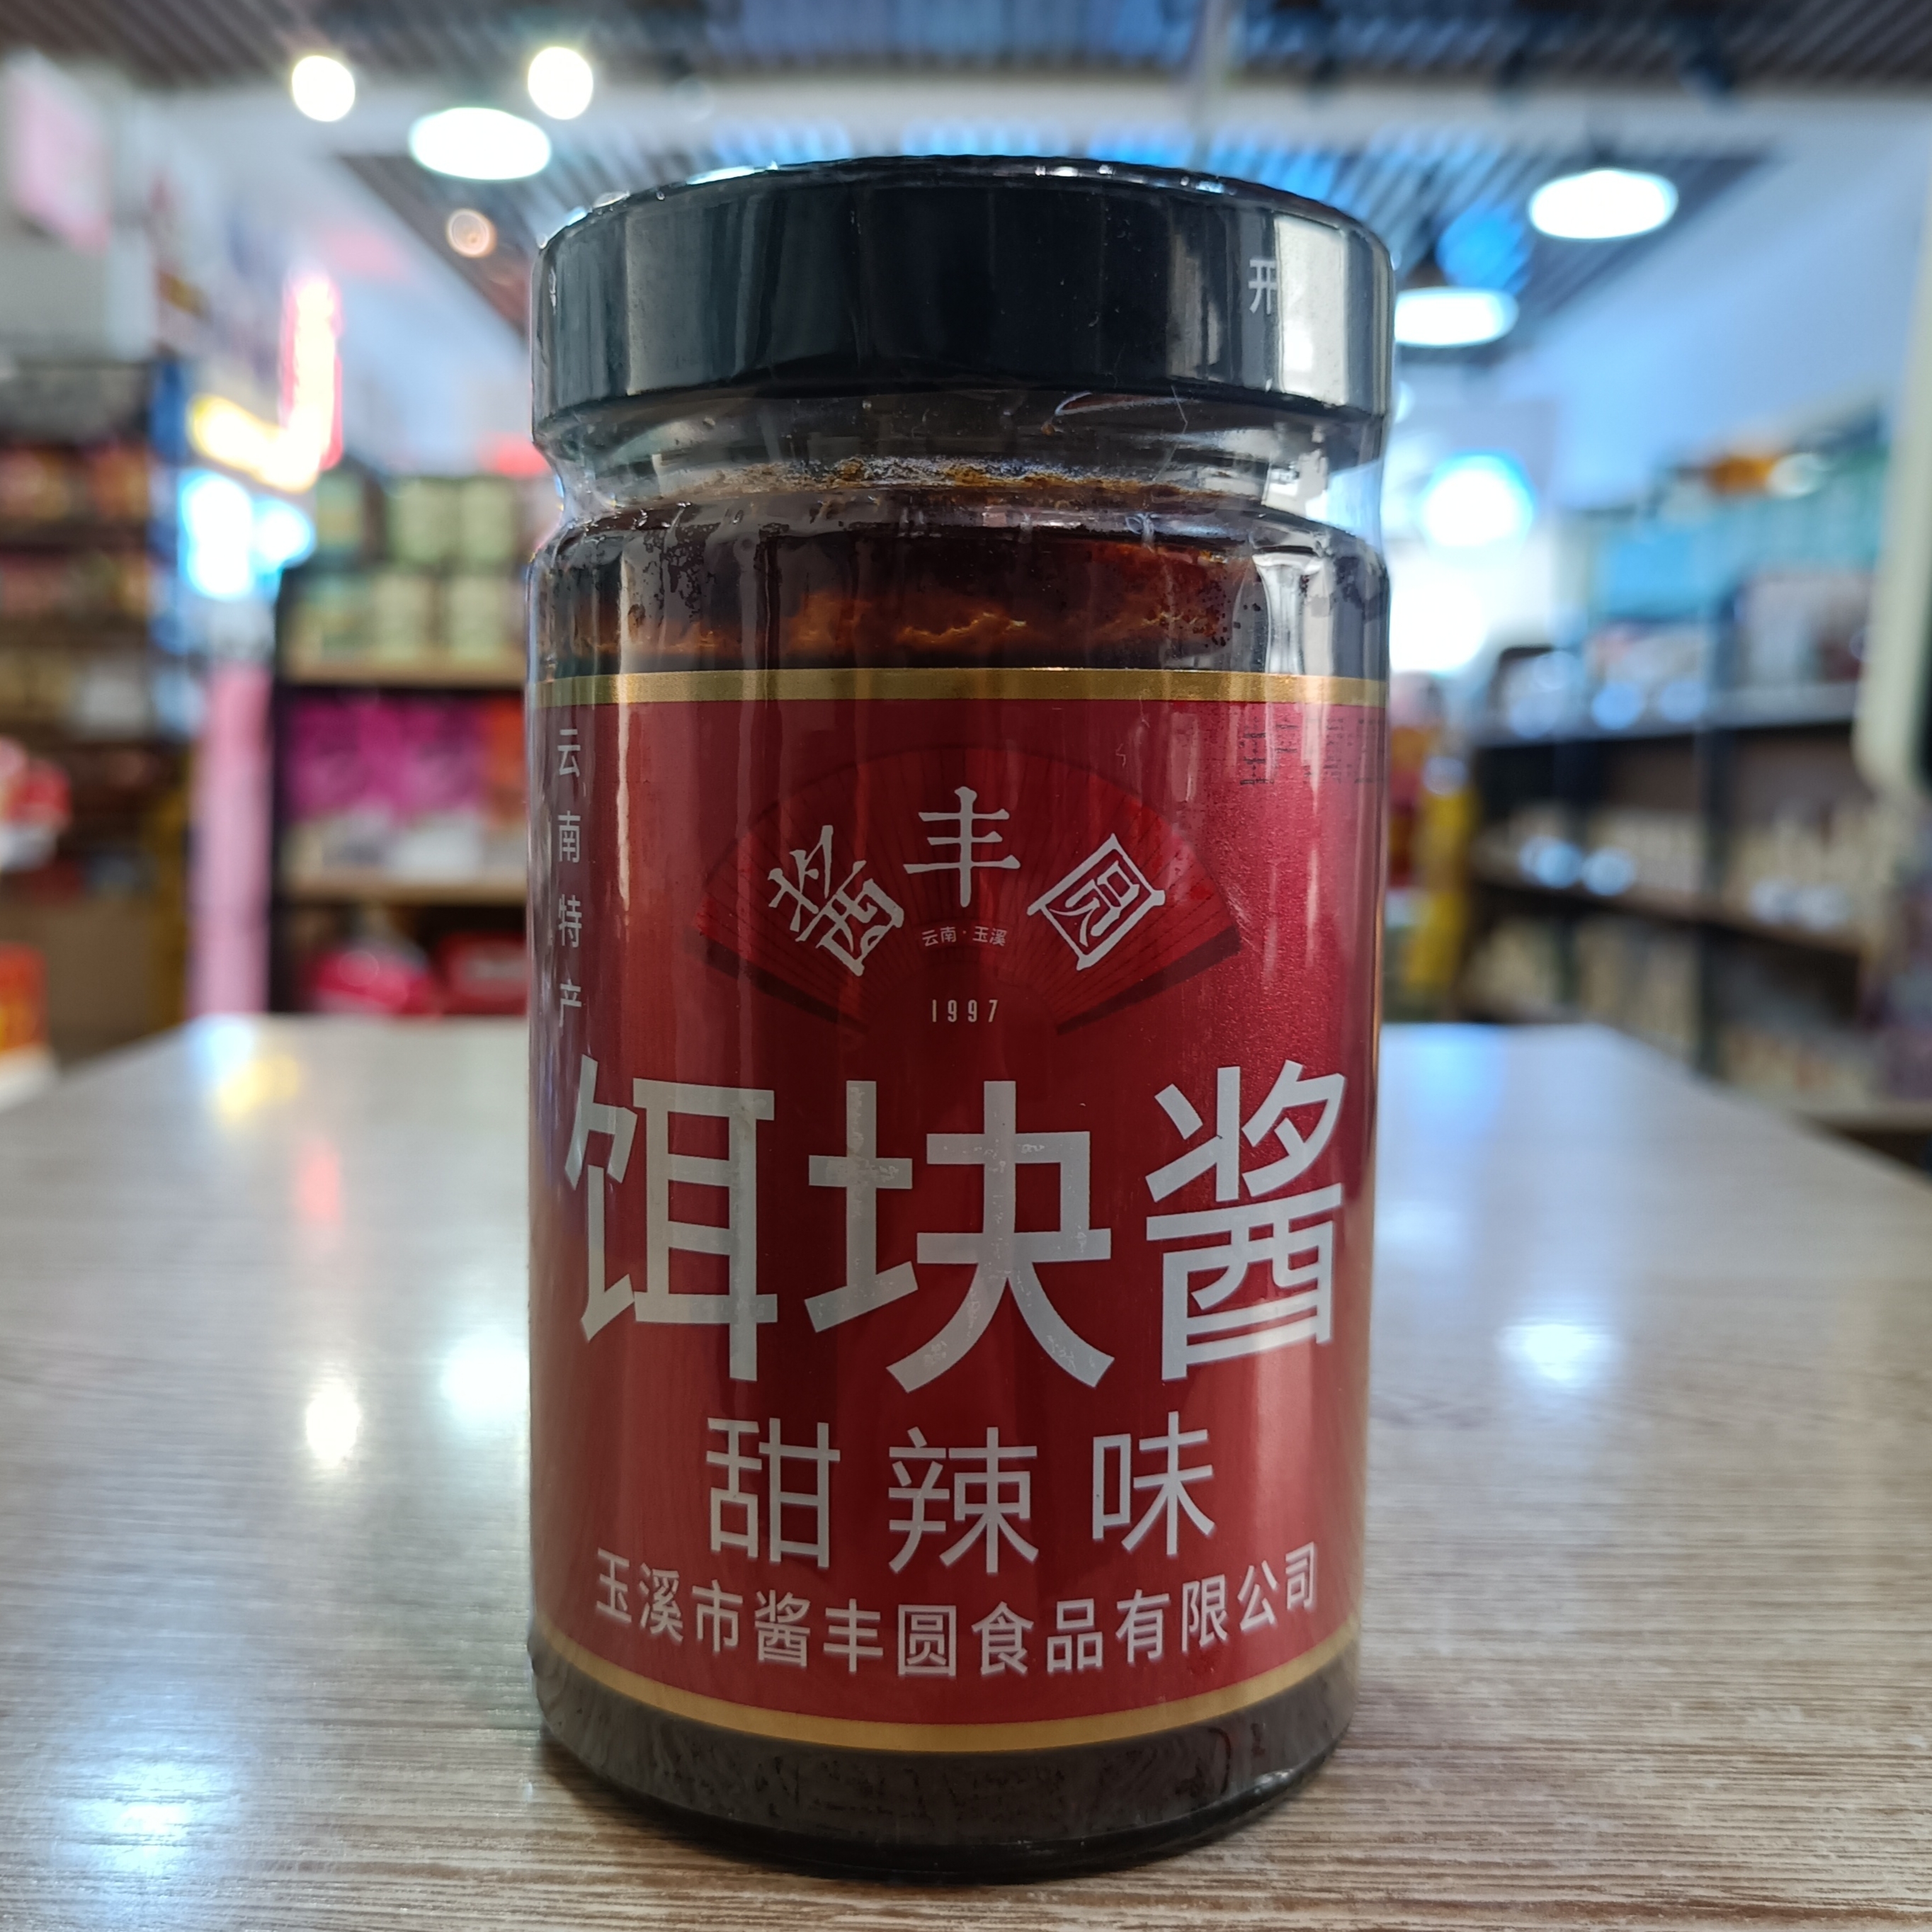 云南特产
酱丰圆
云南·玉溪
1997
饵块酱
甜辣味
玉溪市酱丰圆食品有限公司